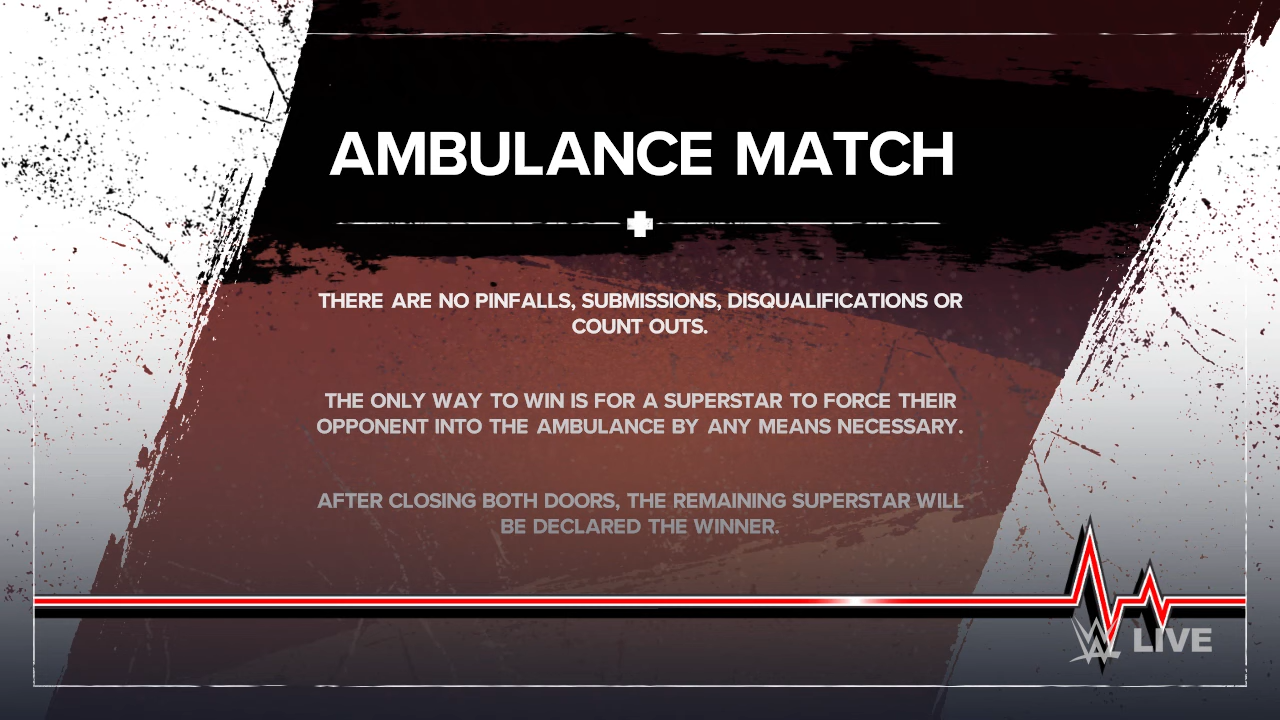 AMBULANCE MATCH
THERE ARE NO PINFALLS, SUBMISSIONS, DISQUALIFICATIONS OR
COUNT OUTS.
THE ONLY WAY TO WIN IS FOR A SUPERSTAR TO FORCE THEIR
OPPONENT INTO THE AMBULANCE BY ANY MEANS NECESSARY.
AFTER CLOSING BOTH DOORS, THE REMAINING SUPERSTAR WILL
BE DECLARED THE WINNER.
W LIVE